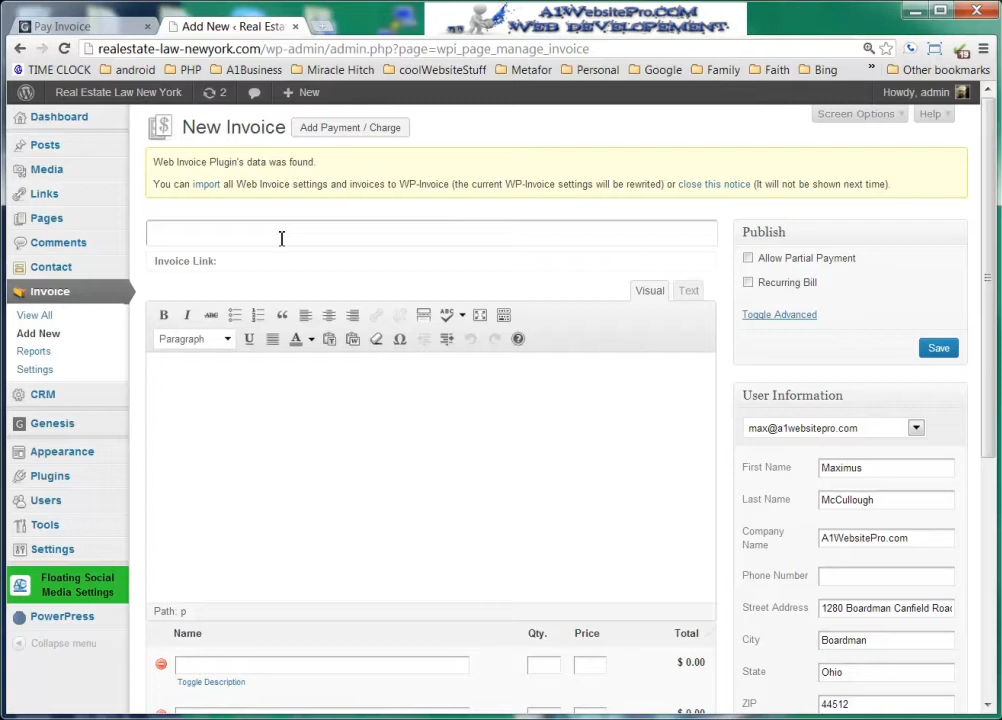 Pay Invoice
Add New ‹ Real Esta
A1WebsitePro.COM
WEB DEVELOPEMENT
realestate-law-newyork.com/wp-admin/admin.php?page=wpi_page_manage_invoice
TIME CLOCK android PHP A1Business Miracle Hitch coolWebsiteStuff Metafor Personal Google Family Faith Bing » Other bookmarks
Real Estate Law New York 2 + New Howdy, admin
Screen Options Help
Dashboard
Posts
Media
Links
Pages
Comments
Contact
Invoice
View All
Add New
Reports
Settings
CRM
Genesis
Appearance
Plugins
Users
Tools
Settings
Floating Social
Media Settings
PowerPress
Collapse menu
New Invoice Add Payment / Charge
Web Invoice Plugin's data was found.
You can import all Web Invoice settings and invoices to WP-Invoice (the current WP-Invoice settings will be rewrited) or close this notice (It will not be shown next time).
Invoice Link:
Visual Text
B I ABC ABC
Paragraph U A
Path: p
Name Qty. Price Total
$ 0.00
Toggle Description
Publish
Allow Partial Payment
Recurring Bill
Toggle Advanced
Save
User Information
max@a1websitepro.com
First Name Maximus
Last Name McCullough
Company
Name
A1WebsitePro.com
Phone Number
Street Address 1280 Boardman Canfield Road
City Boardman
State Ohio
ZIP 44512